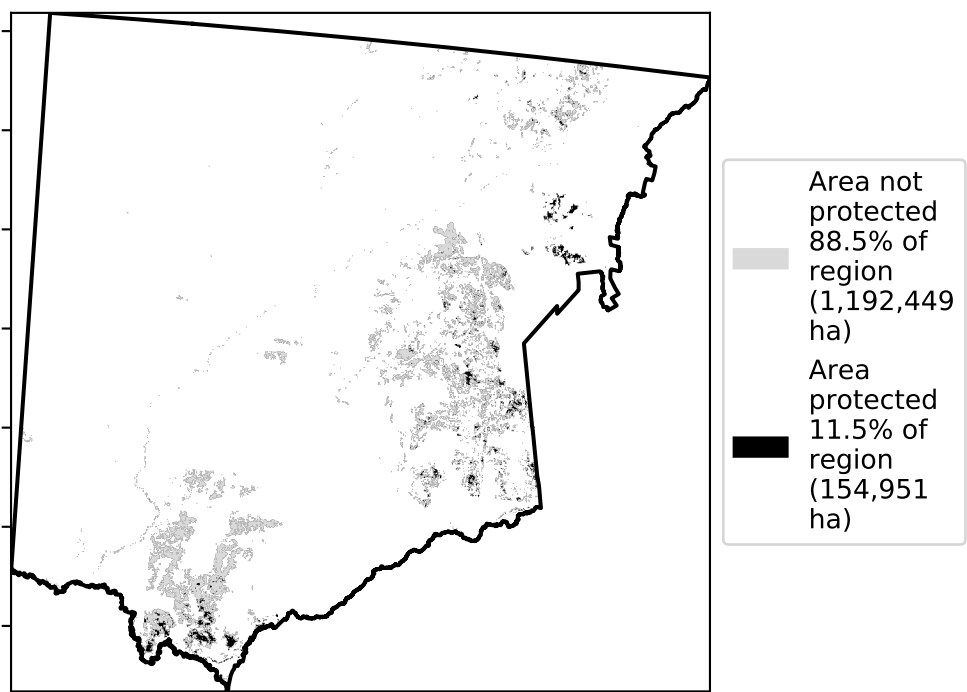 Area not
protected
88.5% of
region
(1,192,449
ha)
Area
protected
11.5% of
region
(154,951
ha)